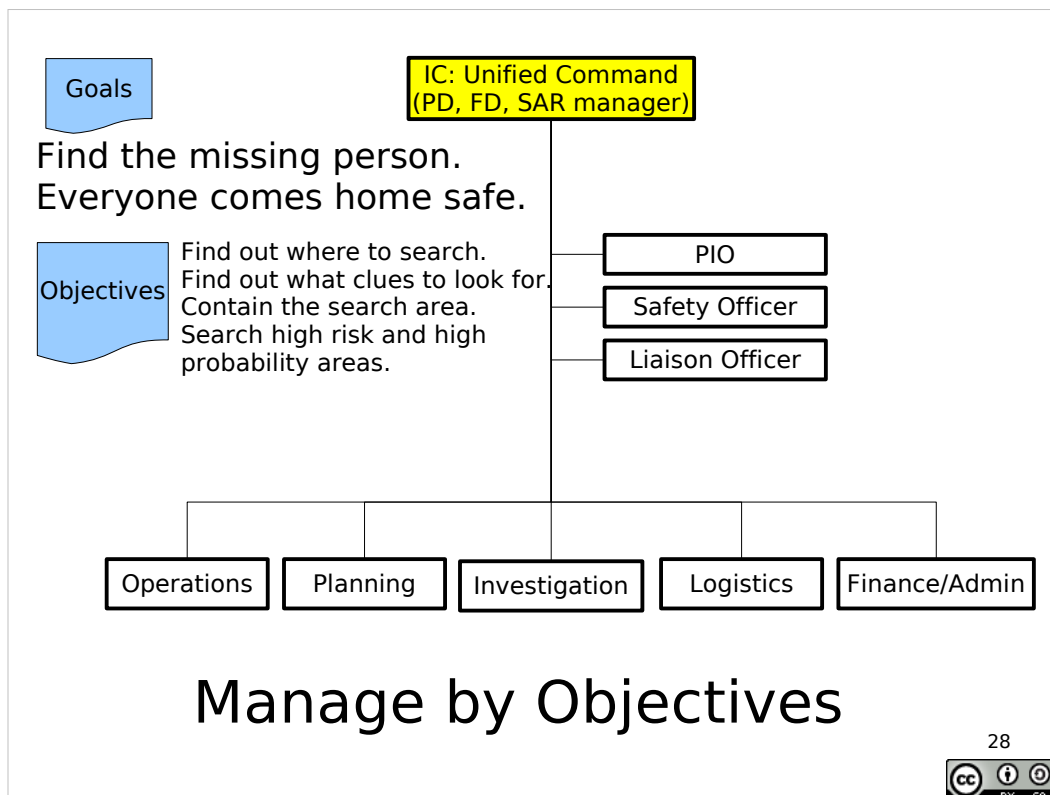 Goals
IC: Unified Command
(PD, FD, SAR manager)
Find the missing person.
Everyone comes home safe.
Objectives
Find out where to search.
Find out what clues to look for.
Contain the search area.
Search high risk and high
probability areas.
PIO
Safety Officer
Liaison Officer
Operations
Planning
Investigation
Logistics
Finance/Admin
Manage by Objectives
28
cc